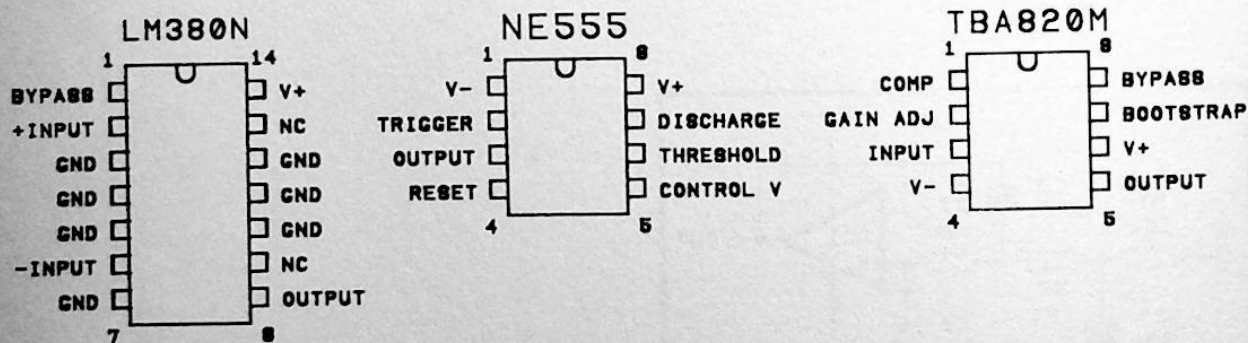 LM380N
1 14
BYPASS V+
+INPUT NC
GND GND
GND GND
GND GND
-INPUT NC
GND OUTPUT
7 8
NE555
1 8
V- V+
TRIGGER DISCHARGE
OUTPUT THRESHOLD
RESET CONTROL V
4 5
TBA820M
1 8
COMP BYPASS
GAIN ADJ BOOTSTRAP
INPUT V+
V- OUTPUT
4 5